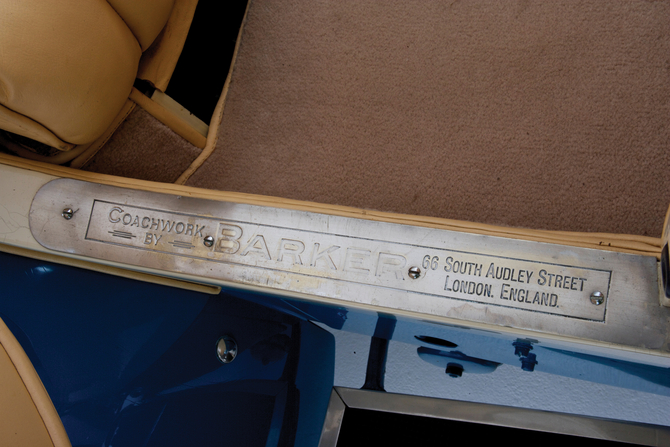 COACHWORK
BY
BARKER
66 SOUTH AUDLEY STREET
LONDON, ENGLAND.